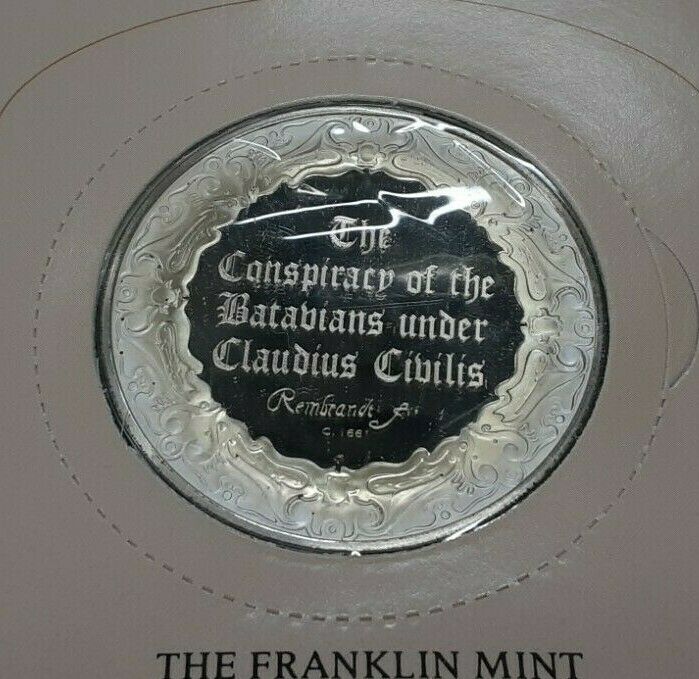 The
Conspiracy of the
Batavians under
Claudius Civilis
Rembrandt f.
C. 1661
THE FRANKLIN MINT